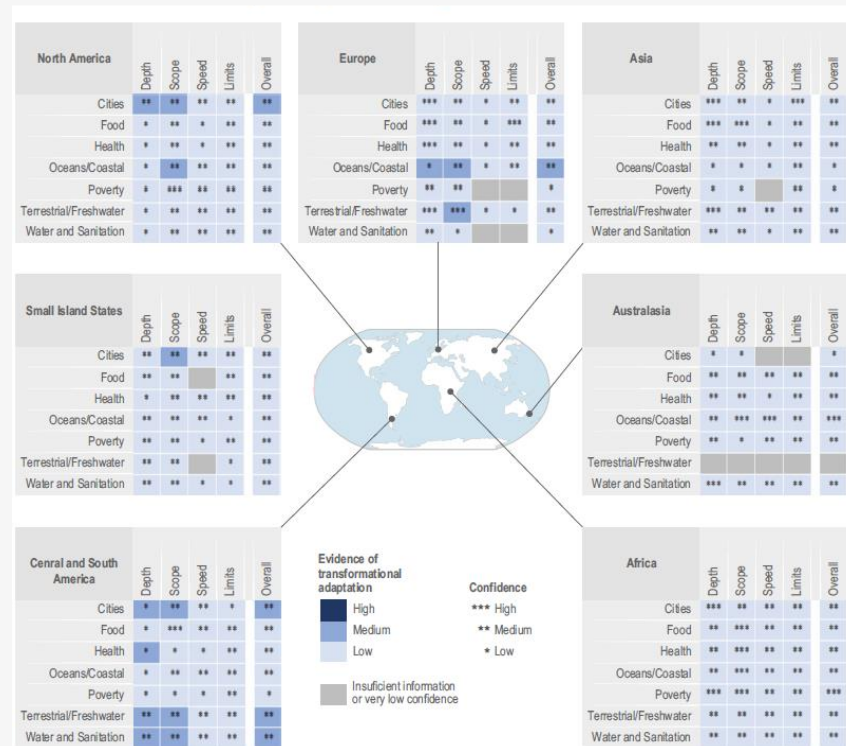 North America
Depth Scope Speed Limits Overall
Cities ** ** ** ** **
Food * ** * ** **
Health * ** * ** **
Oceans/Coastal * ** ** ** **
Poverty * *** ** ** **
Terrestrial/Freshwater * ** ** ** **
Water and Sanitation * ** ** ** **
Europe
Depth Scope Speed Limits Overall
Cities *** ** * ** **
Food *** ** * *** **
Health *** ** * ** **
Oceans/Coastal * ** * ** **
Poverty ** ** *
Terrestrial/Freshwater *** *** * * **
Water and Sanitation ** * *
Asia
Depth Scope Speed Limits Overall
Cities *** ** * *** **
Food *** *** * ** **
Health ** ** * ** **
Oceans/Coastal * * * ** *
Poverty * * ** *
Terrestrial/Freshwater *** ** ** ** **
Water and Sanitation ** ** * ** **
Small Island States
Depth Scope Speed Limits Overall
Cities ** ** ** ** **
Food ** ** ** **
Health * ** ** ** **
Oceans/Coastal ** ** ** * **
Poverty ** ** * ** **
Terrestrial/Freshwater ** ** * **
Water and Sanitation ** ** * * **
Australasia
Depth Scope Speed Limits Overall
Cities * * *
Food ** ** ** ** **
Health ** ** * ** **
Oceans/Coastal ** *** *** ** ***
Poverty ** * ** ** **
Terrestrial/Freshwater
Water and Sanitation *** ** ** ** **
Cenral and South
America
Depth Scope Speed Limits Overall
Cities * ** ** * **
Food * *** ** ** **
Health * * * ** **
Oceans/Coastal * ** ** ** **
Poverty * * * ** *
Terrestrial/Freshwater ** ** ** ** **
Water and Sanitation ** ** ** ** **
Evidence of
transformational
adaptation
High
Medium
Low
Insuficient information
or very low confidence
Confidence
*** High
** Medium
* Low
Africa
Depth Scope Speed Limits Overall
Cities *** ** ** ** **
Food ** *** ** ** **
Health ** *** ** ** **
Oceans/Coastal ** *** ** ** **
Poverty *** *** ** ** ***
Terrestrial/Freshwater ** ** ** ** **
Water and Sanitation ** ** ** ** **